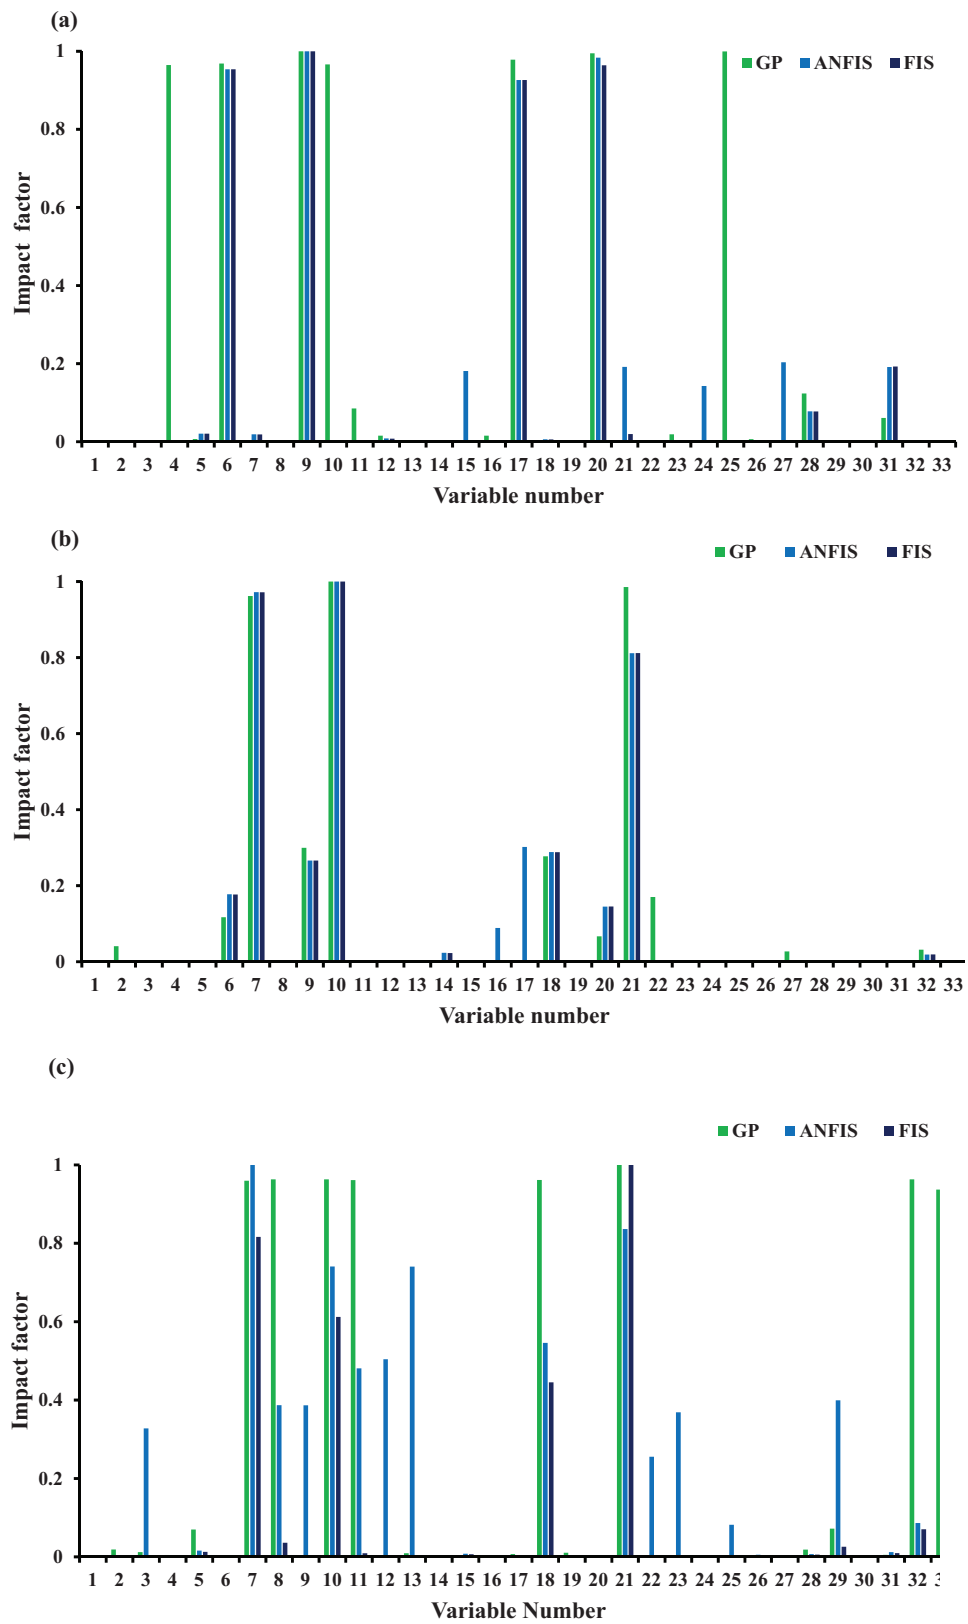 (a)
GP ANFIS FIS
1
0.8
0.6
0.4
0.2
0
Impact factor
1 2 3 4 5 6 7 8 9 10 11 12 13 14 15 16 17 18 19 20 21 22 23 24 25 26 27 28 29 30 31 32 33
Variable number
(b)
GP ANFIS FIS
1
0.8
0.6
0.4
0.2
0
Impact factor
1 2 3 4 5 6 7 8 9 10 11 12 13 14 15 16 17 18 19 20 21 22 23 24 25 26 27 28 29 30 31 32 33
Variable number
(c)
GP ANFIS FIS
1
0.8
0.6
0.4
0.2
0
Impact factor
1 2 3 4 5 6 7 8 9 10 11 12 13 14 15 16 17 18 19 20 21 22 23 24 25 26 27 28 29 30 31 32
Variable Number